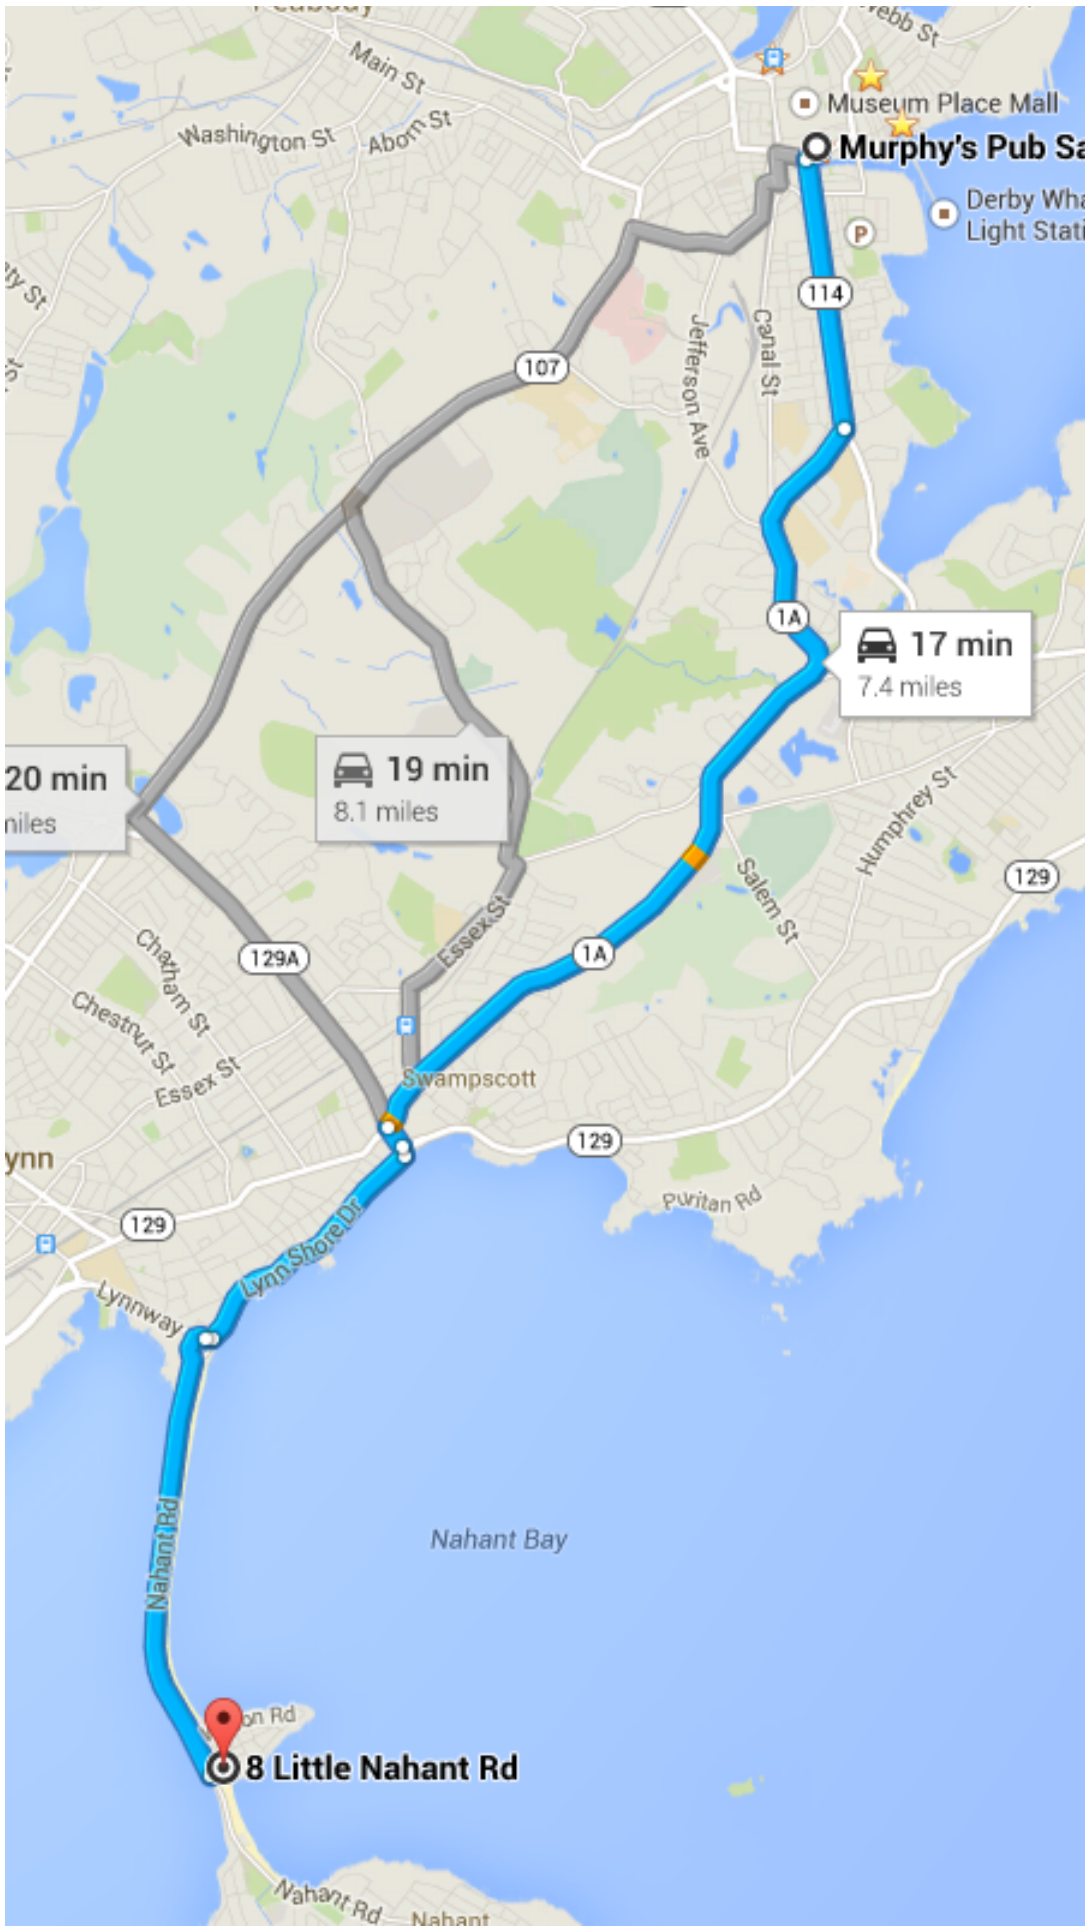 Peabody
Webb St
Main St
Museum Place Mall
Washington St
Aborn St
Murphy's Pub Sa
Derby Wha
Light Stati
P
114
107
Jefferson Ave
Canal St
1A
17 min
7.4 miles
20 min
miles
19 min
8.1 miles
Humphrey St
Salem St
129
Essex St
129A
1A
Chatham St
Chestnut St
Essex St
Swampscott
129
ynn
Puritan Rd
129
Lynn Shore Dr
Lynnway
Nahant Rd
Nahant Bay
on Rd
8 Little Nahant Rd
Nahant Rd
Nahant